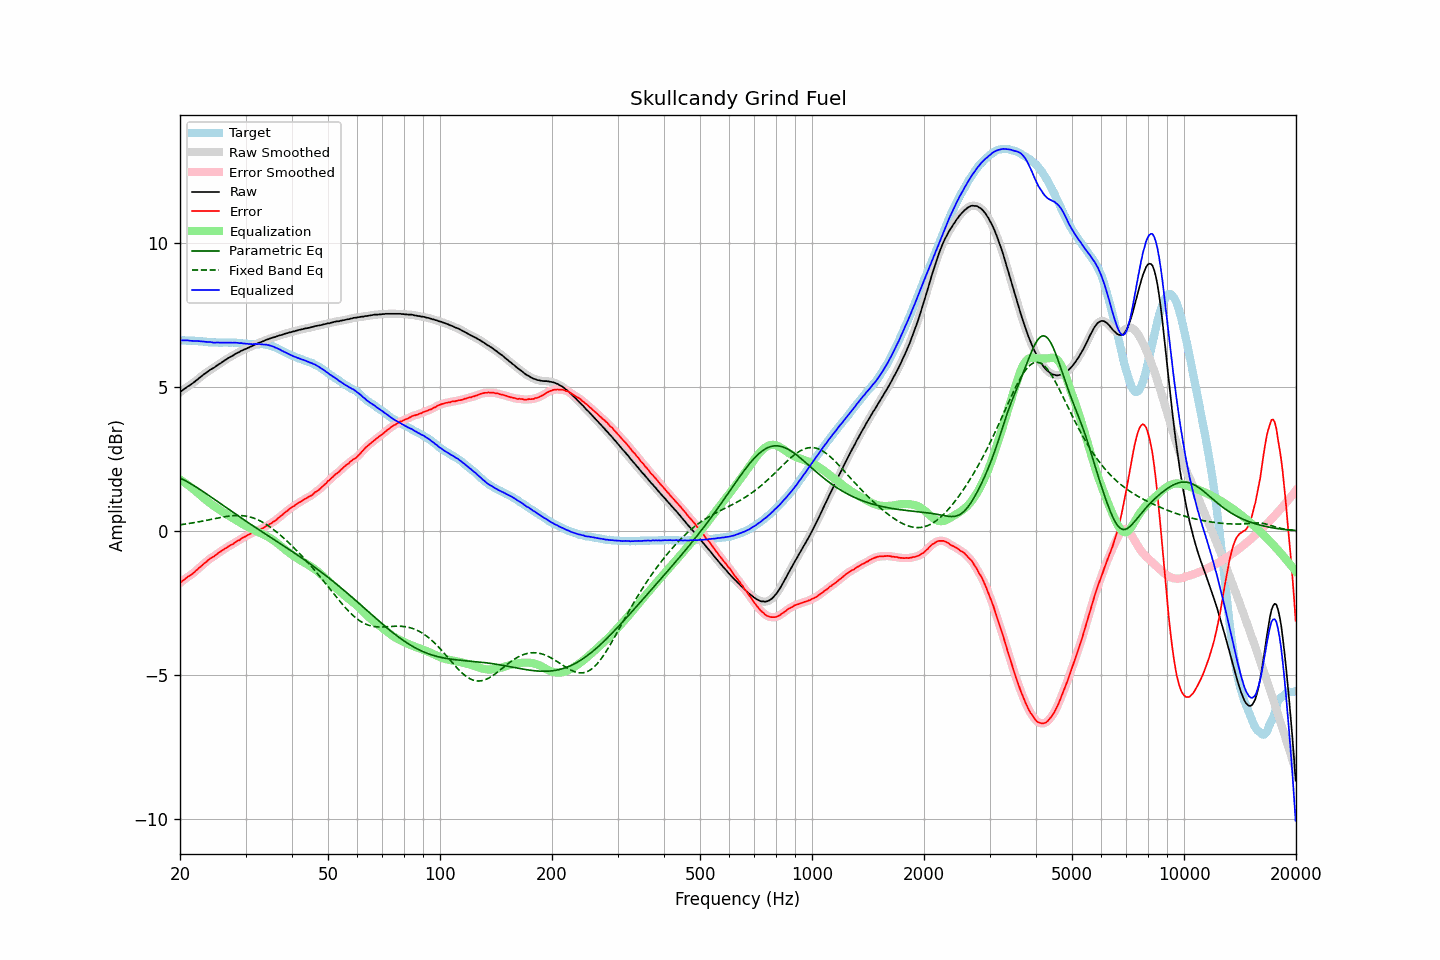 Skullcandy Grind Fuel
Target
Raw Smoothed
Error Smoothed
Raw
Error
Equalization
Parametric Eq
Fixed Band Eq
Equalized
Amplitude (dBr)
10
5
0
−5
−10
20 50 100 200 500 1000 2000 5000 10000 20000
Frequency (Hz)